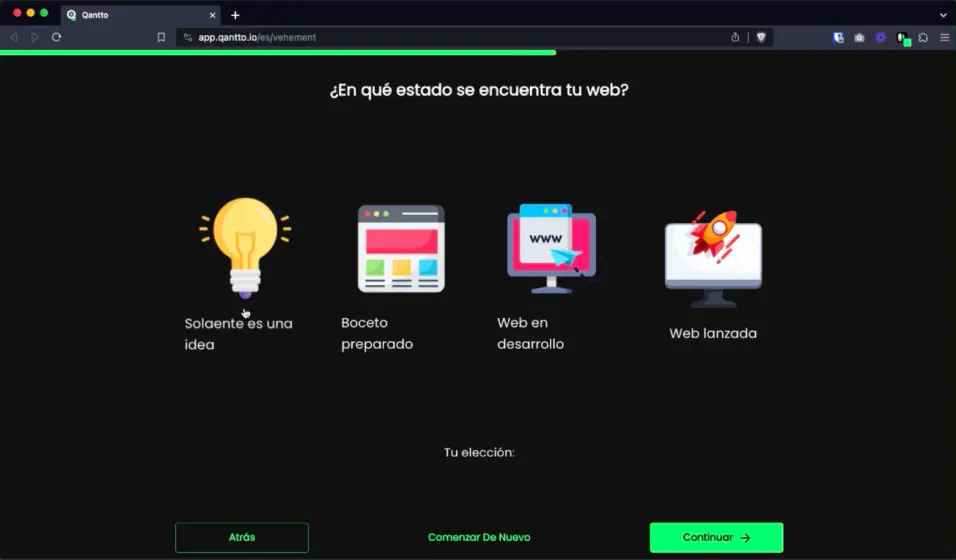 Qantto
app.qantto.io/es/vehement
¿En qué estado se encuentra tu web?
WWW
Solaente es una
idea
Boceto
preparado
Web en
desarrollo
Web lanzada
Tu elección:
Atrás
Comenzar De Nuevo
Continuar